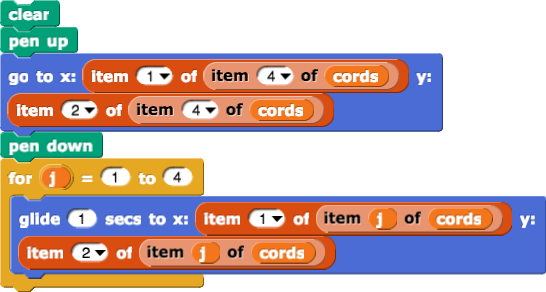 clear
pen up
go to x: item 1 of item 4 of cords y:
item 2 of item 4 of cords
pen down
for j = 1 to 4
glide 1 secs to x: item 1 of item j of cords y:
item 2 of item j of cords